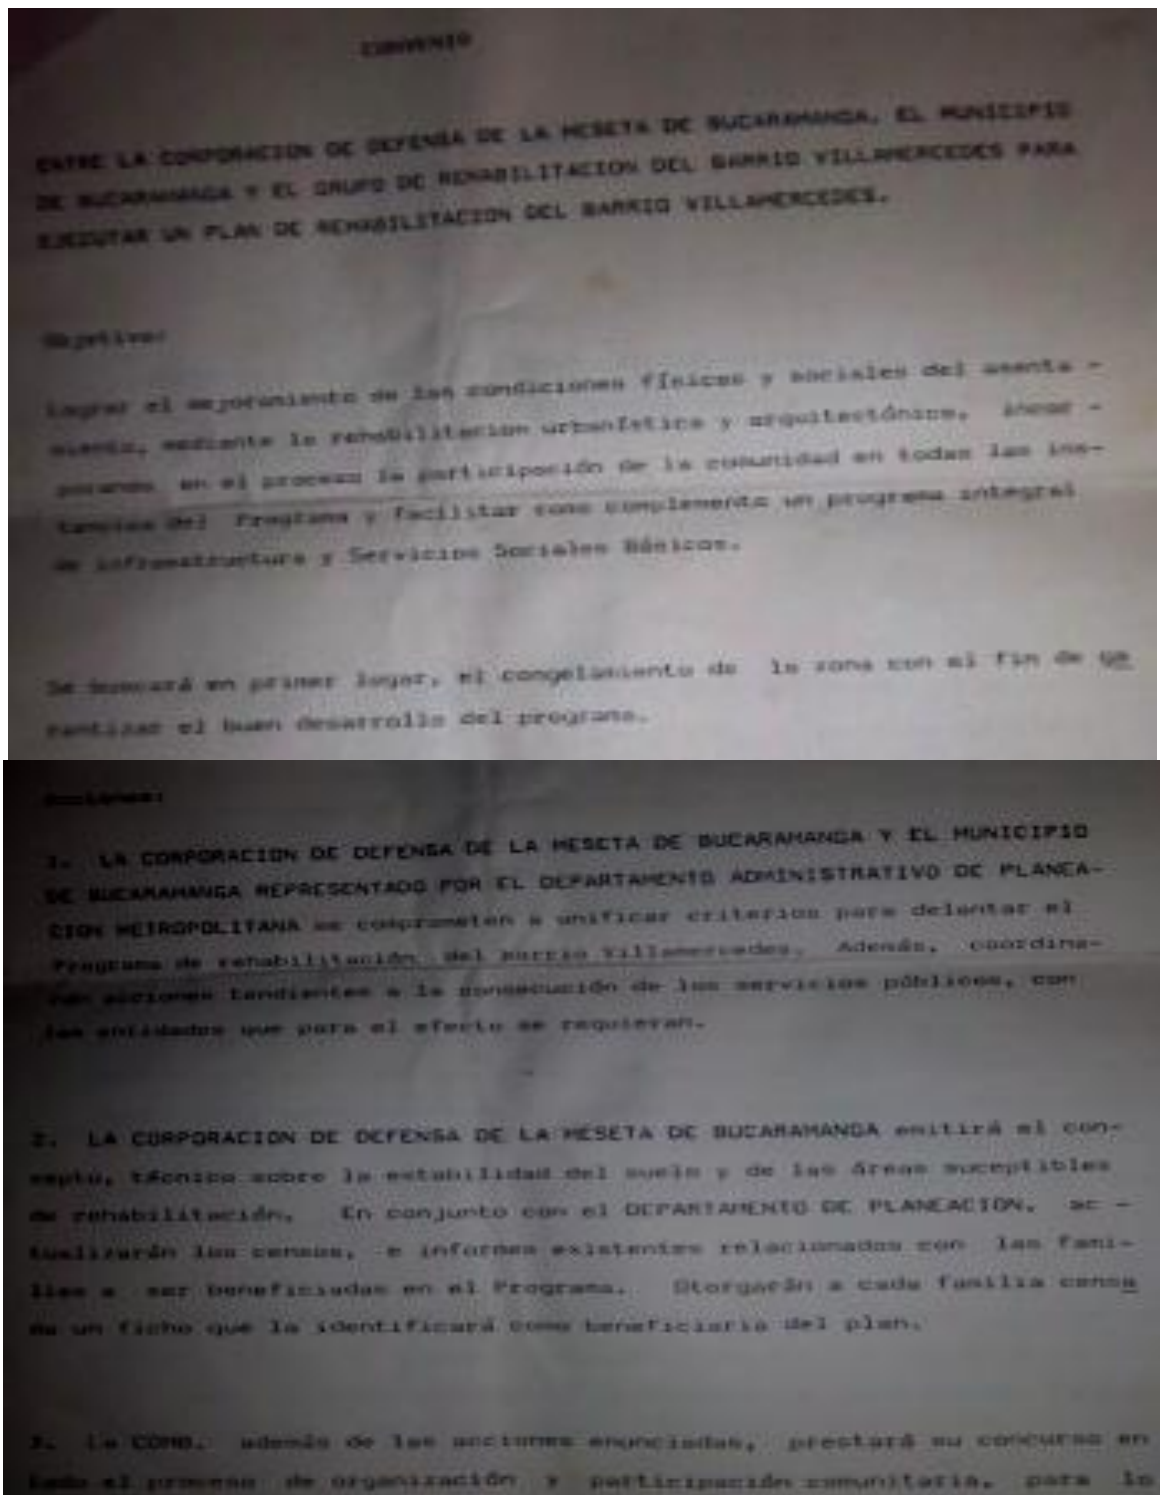 CONVENIO
ENTRE LA CORPORACION DE DEFENSA DE LA MESETA DE BUCARAMANGA, EL MUNICIPIO
DE BUCARAMANGA Y EL GRUPO DE REHABILITACION DEL BARRIO VILLAMERCEDES PARA
EJECUTAR UN PLAN DE REHABILITACION DEL BARRIO VILLAMERCEDES.
Objetivo:
Lograr el mejoramiento de las condiciones físicas y sociales del asenta -
miento, mediante la rehabilitacion urbanística y arquitectónica, incor -
porando en el proceso la participación de la comunidad en todas las ins-
tancias del Programa y facilitar como complemento un programa integral
de infraestructura y Servicios Sociales Básicos.
Se buscará en primer lugar, el congelamiento de la zona con el fin de ga
rantizar el buen desarrollo del programa.
Acciones:
1. LA CORPORACION DE DEFENSA DE LA MESETA DE BUCARAMANGA Y EL MUNICIPIO
DE BUCARAMANGA REPRESENTADO POR EL DEPARTAMENTO ADMINISTRATIVO DE PLANEA-
CION METROPOLITANA se comprometen a unificar criterios para delantar el
Programa de rehabilitación del Barrio Villamercedes. Además, coordina-
rán acciones tendientes a la consecución de los servicios públicos, con
las entidades que para el efecto se requieran.
2. LA CORPORACION DE DEFENSA DE LA MESETA DE BUCARAMANGA emitirá el con-
cepto, técnico sobre la estabilidad del suelo y de las áreas suceptibles
de rehabilitación. En conjunto con el DEPARTAMENTO DE PLANEACION, ac -
tualizarán los censos, e informes existentes relacionados con las fami-
lias a ser beneficiadas en el Programa. Otorgarán a cada familia censa
da un ficho que la identificará como beneficiaria del plan.
3. La CDMB. además de las acciones enunciadas, prestará su concurso en
todo el proceso de organización y participación comunitaria, para lo